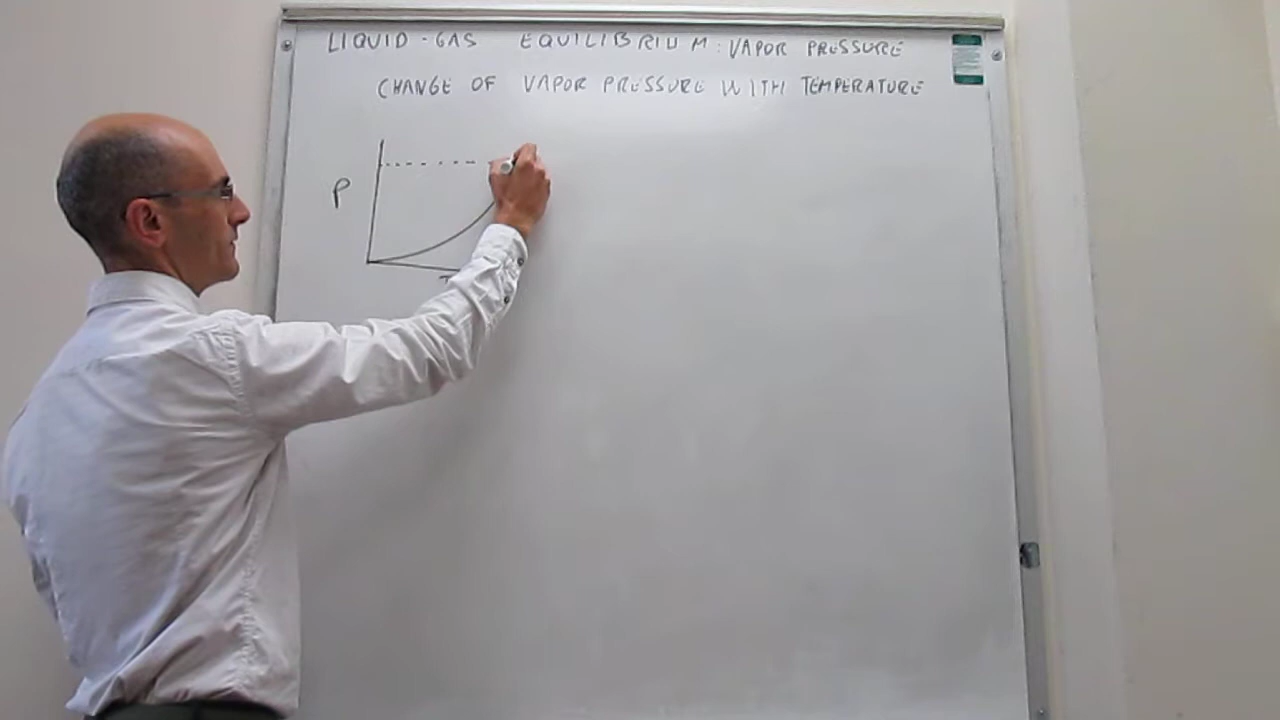 LIQUID-GAS EQUILIBRIUM: VAPOR PRESSURE
CHANGE OF VAPOR PRESSURE WITH TEMPERATURE
P